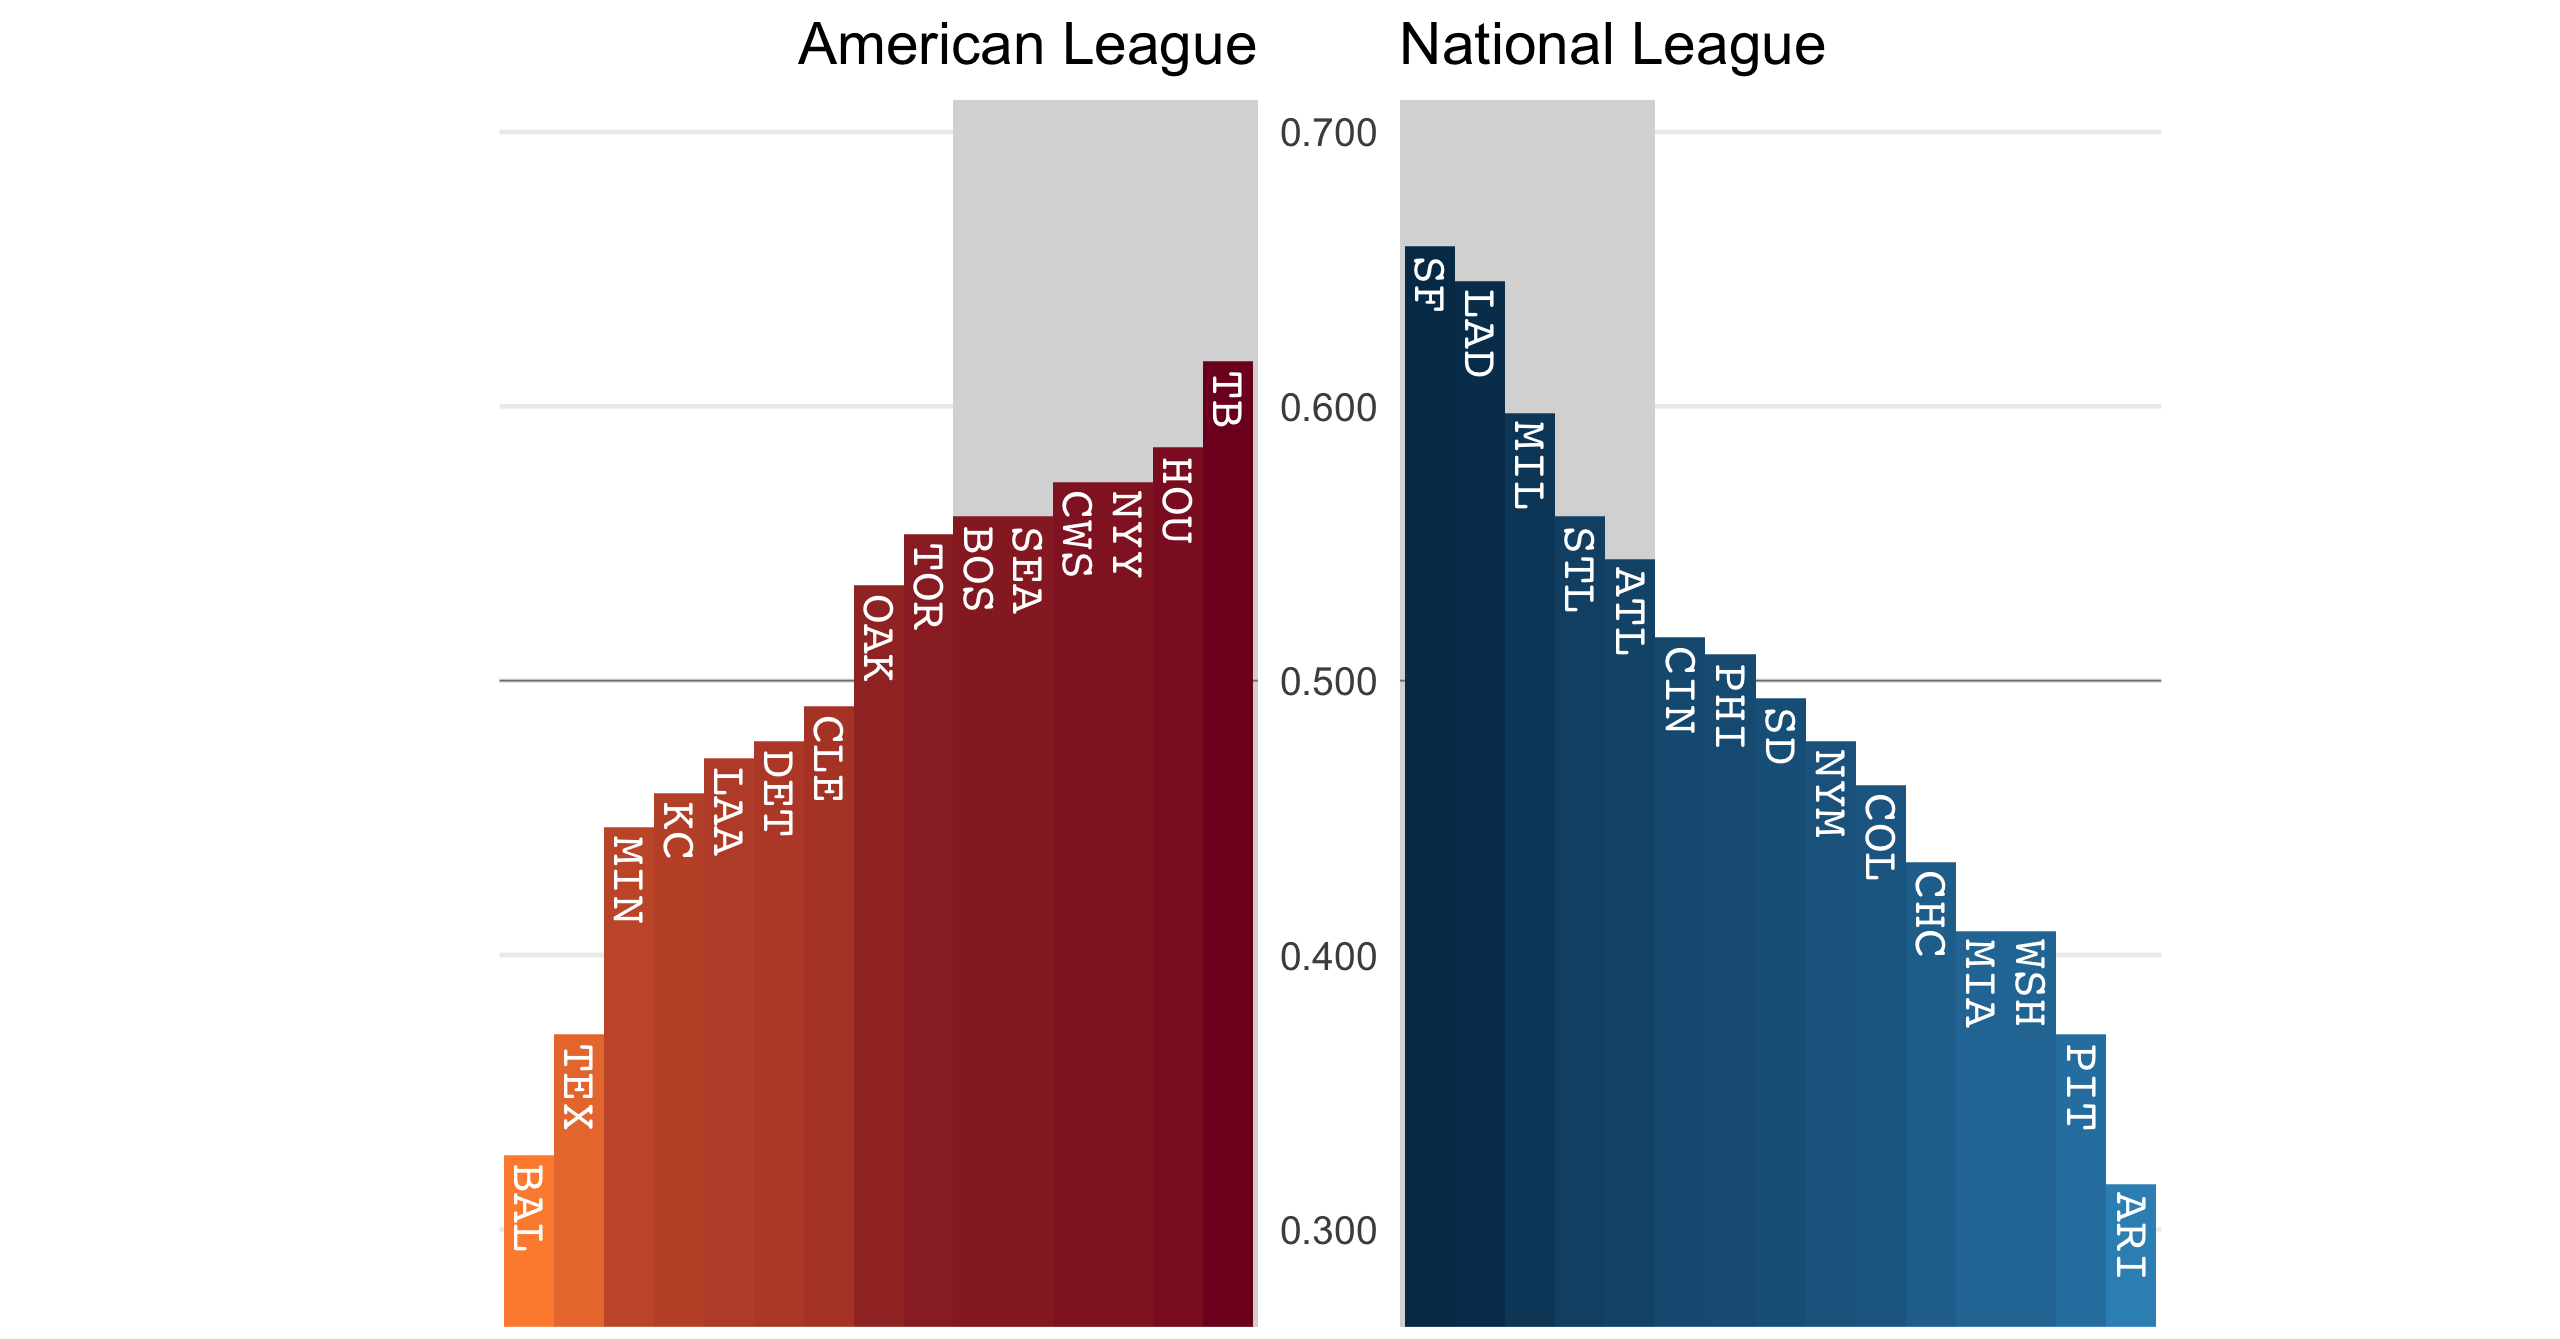 American League
National League
0.700
0.600
0.500
0.400
0.300
BAL
TEX
MIN
KC
LAA
DET
CLE
OAK
TOR
BOS
SEA
CWS
NYY
HOU
TB
SF
LAD
MIL
STL
ATL
CIN
PHI
SD
NYM
COL
CHC
MIA
WSH
PIT
ARI